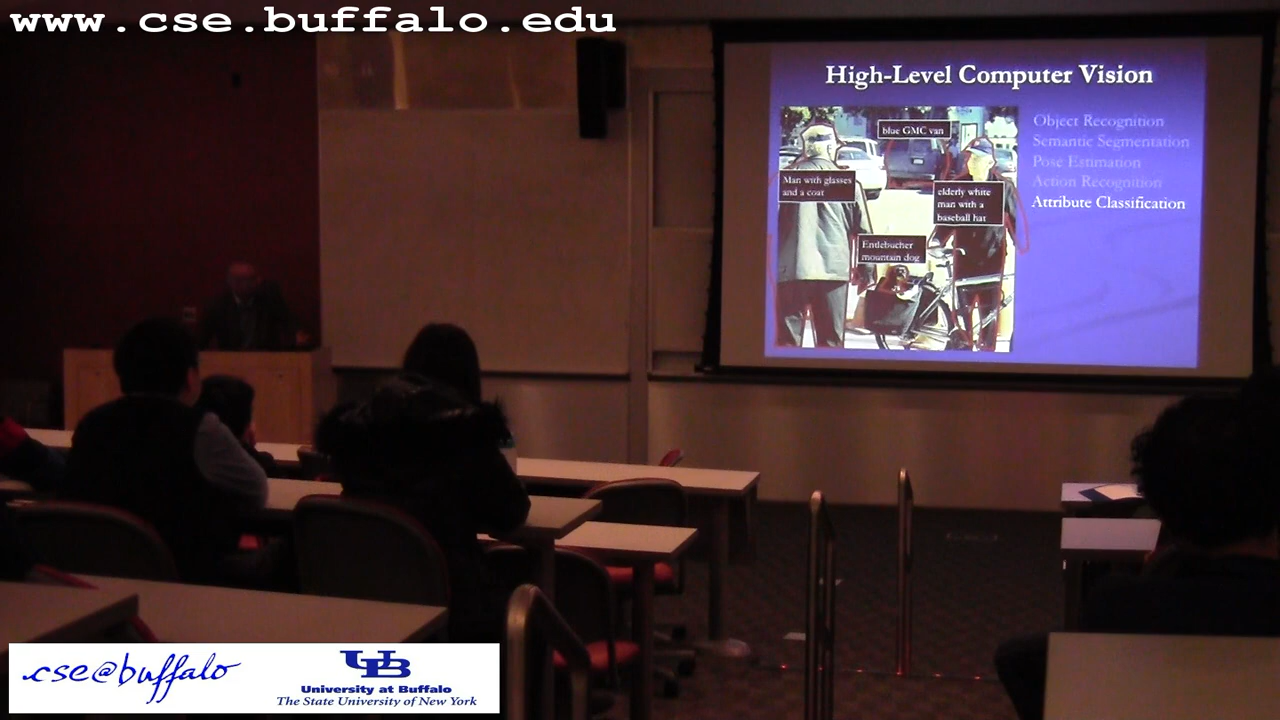 www.cse.buffalo.edu
High-Level Computer Vision
blue GMC van
Man with glasses
and a coat
elderly white
man with a
baseball hat
Entlebucher
mountain dog
Object Recognition
Semantic Segmentation
Pose Estimation
Action Recognition
Attribute Classification
cse@buffalo
UB
University at Buffalo
The State University of New York